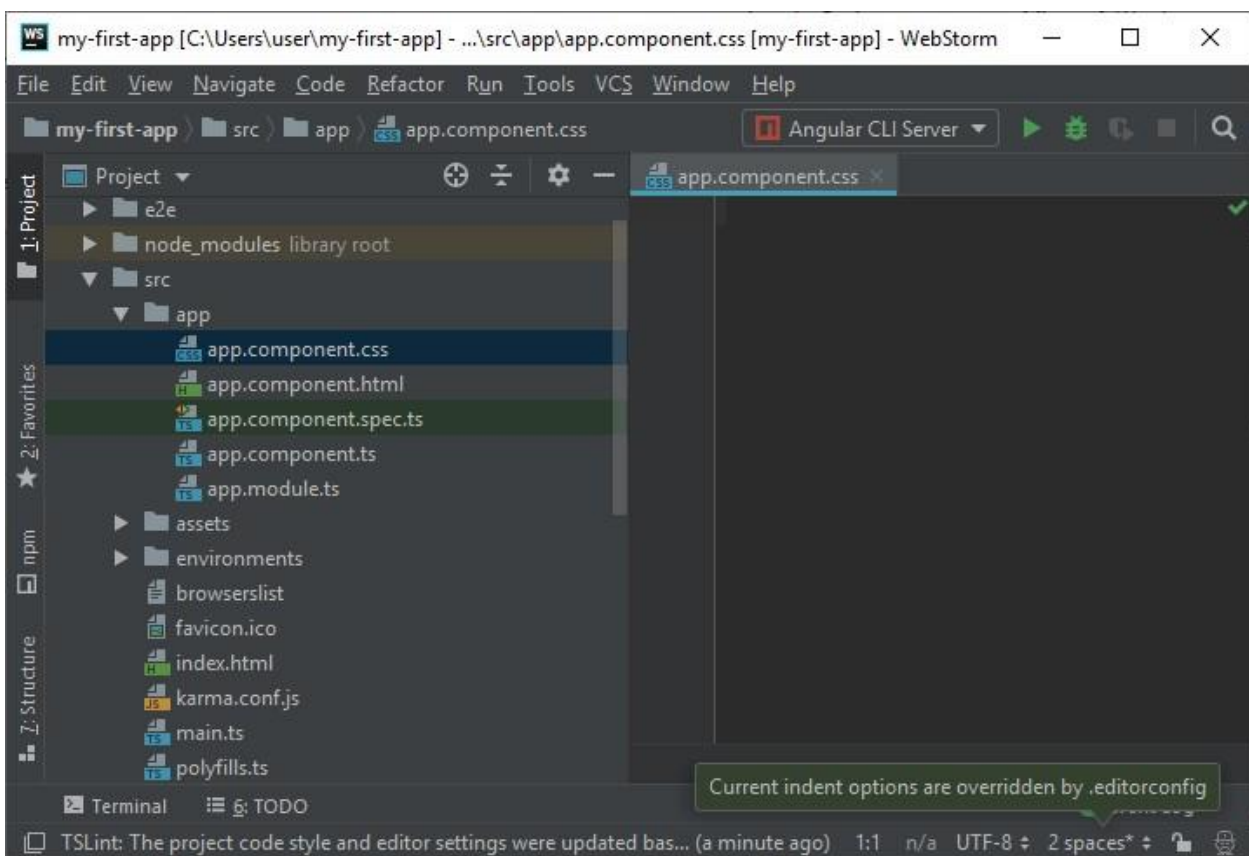 WS my-first-app [C:\Users\user\my-first-app] - ...\src\app\app.component.css [my-first-app] - WebStorm
File Edit View Navigate Code Refactor Run Tools VCS Window Help
my-first-app src app app.component.css Angular CLI Server
1: Project
2: Favorites
npm
7: Structure
Project
e2e
node_modules library root
src
app
app.component.css
app.component.html
app.component.spec.ts
app.component.ts
app.module.ts
assets
environments
browserslist
favicon.ico
index.html
karma.conf.js
main.ts
polyfills.ts
app.component.css
Current indent options are overridden by .editorconfig
Terminal 6: TODO
TSLint: The project code style and editor settings were updated bas... (a minute ago) 1:1 n/a UTF-8 2 spaces*